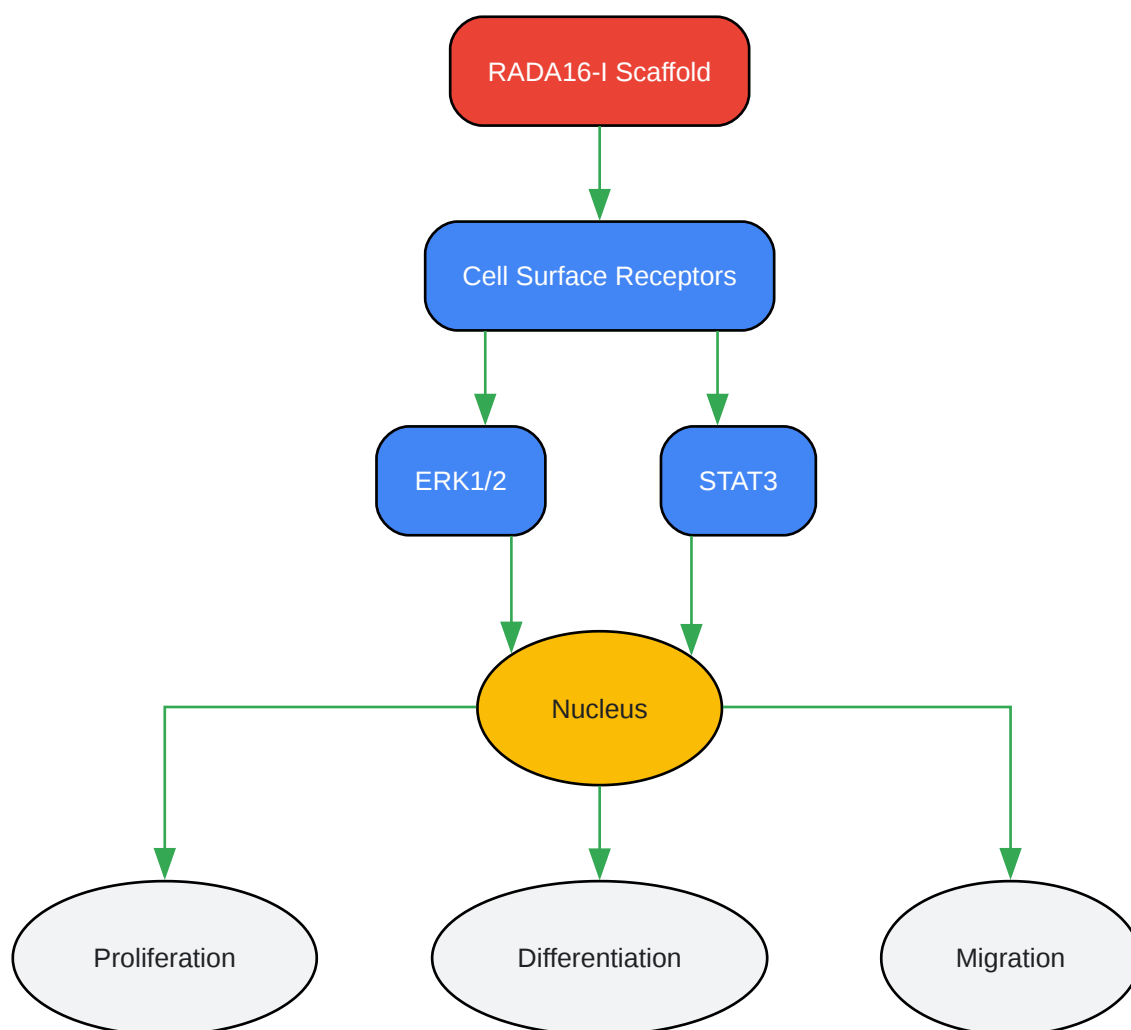 RADA16-I Scaffold
Cell Surface Receptors
ERK1/2
STAT3
Nucleus
Proliferation
Differentiation
Migration